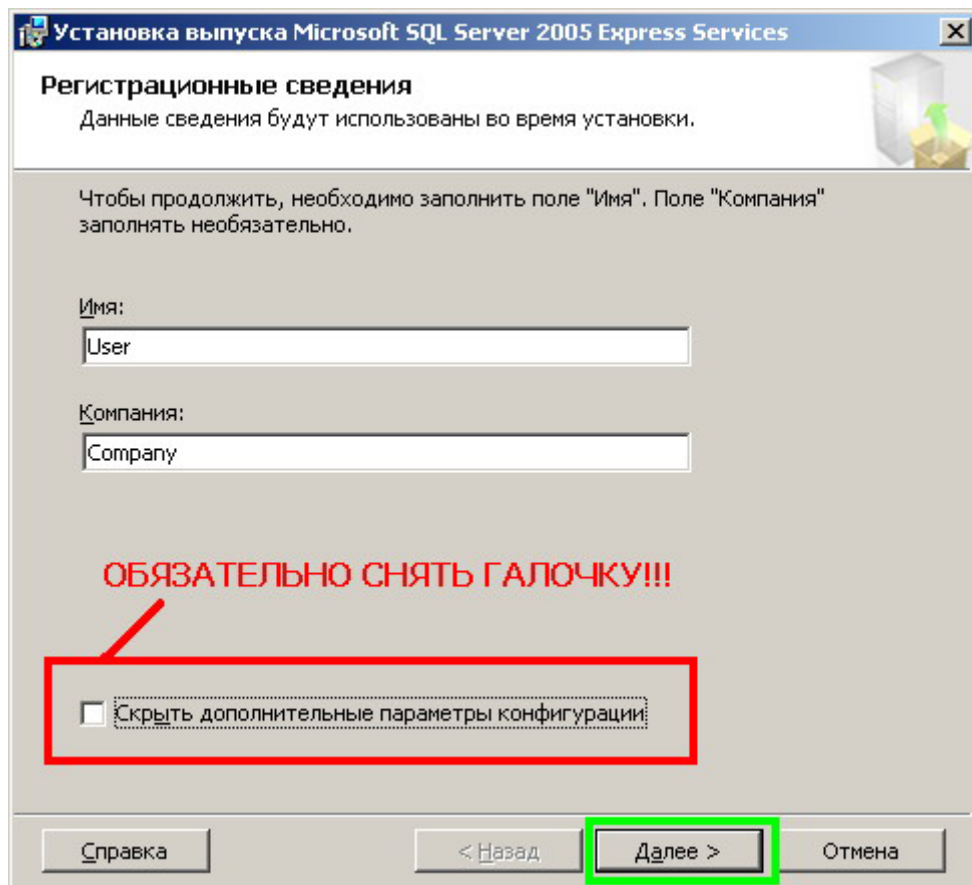 Установка выпуска Microsoft SQL Server 2005 Express Services
Регистрационные сведения
Данные сведения будут использованы во время установки.
Чтобы продолжить, необходимо заполнить поле "Имя". Поле "Компания"
заполнять необязательно.
Имя:
User
Компания:
Company
ОБЯЗАТЕЛЬНО СНЯТЬ ГАЛОЧКУ!!!
Скрыть дополнительные параметры конфигурации
Справка
< Назад
Далее >
Отмена